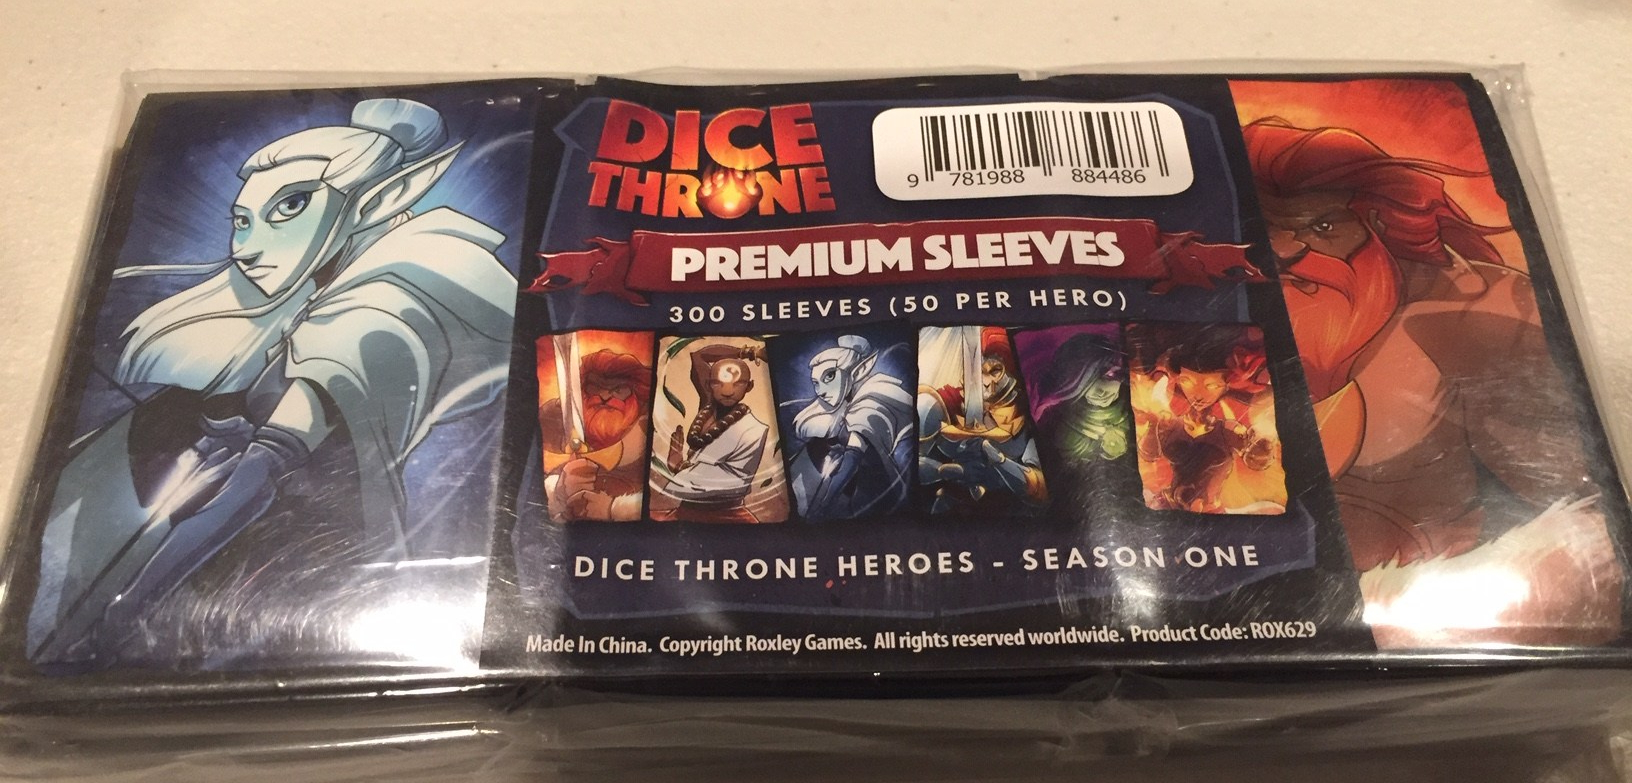 DICE
THRONE
9 781988 884486
PREMIUM SLEEVES
300 SLEEVES (50 PER HERO)
DICE THRONE HEROES - SEASON ONE
Made In China. Copyright Roxley Games. All rights reserved worldwide. Product Code: ROX629